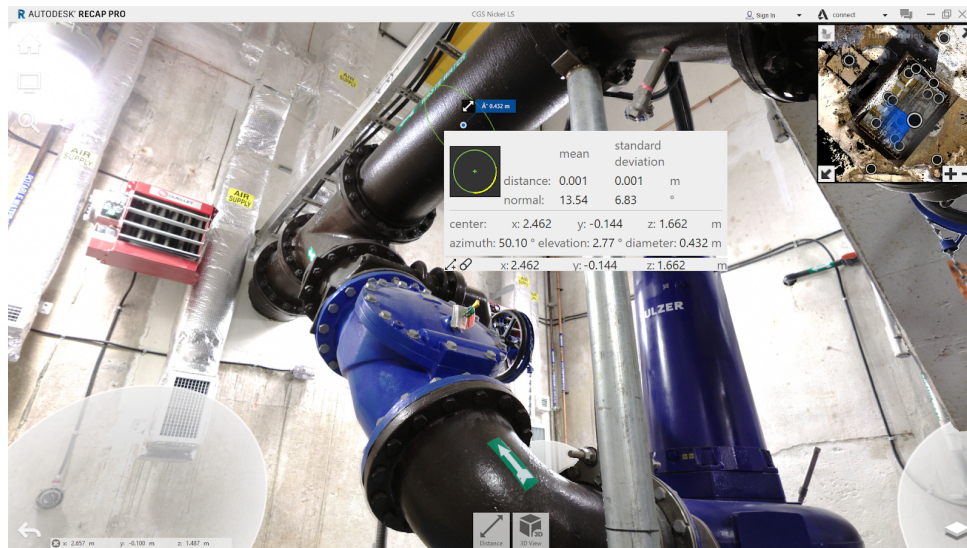 R AUTODESK® RECAP PRO
CGS Nickel LS
Sign in
connect
AIR SUPPLY
AIR SUPPLY
AIR SUPPLY
Ã˜ 0.432 m
mean standard deviation
distance: 0.001 0.001 m
normal: 13.54 6.83 °
center: x: 2.462 y: -0.144 z: 1.662 m
azimuth: 50.10 ° elevation: 2.77 ° diameter: 0.432 m
x: 2.462 y: -0.144 z: 1.662 m
ULZER
x: 2.657 m y: -0.100 m z: 1.487 m
Distance
3D
3D View